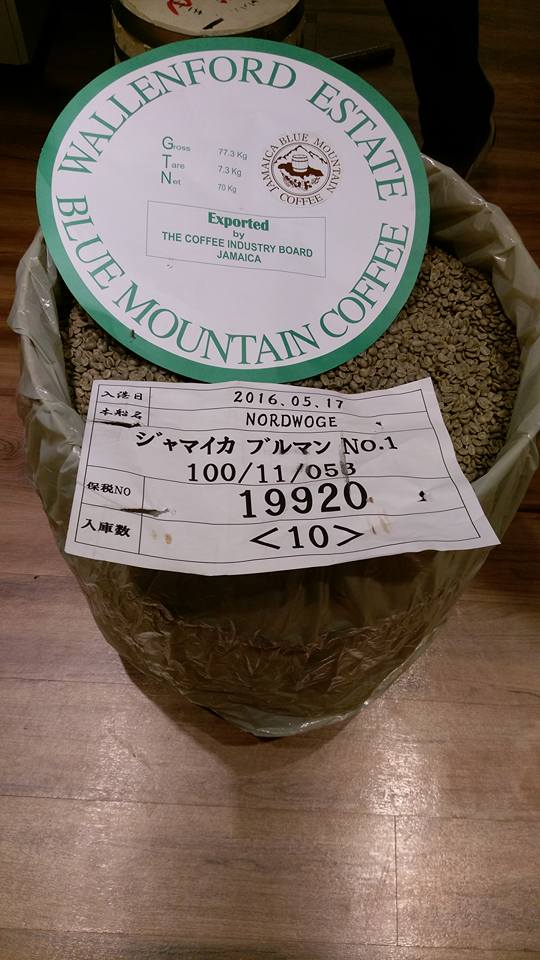 WALLENFORD ESTATE
BLUE MOUNTAIN COFFEE
Gross 77.3 Kg
Tare 7.3 Kg
Net 70 Kg
JAMAICA BLUE MOUNTAIN
COFFEE
Exported
by
THE COFFEE INDUSTRY BOARD
JAMAICA
入港日 2016.05.17
本船名 NORDWOGE
ジャマイカ ブルマン NO.1
100/11/053
保税NO 19920
入庫数 <10>